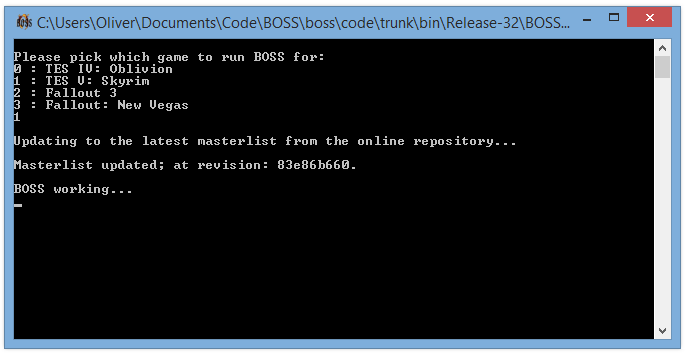 C:\Users\Oliver\Documents\Code\BOSS\boss\code\trunk\bin\Release-32\BOSS...
Please pick which game to run BOSS for:
0 : TES IV: Oblivion
1 : TES V: Skyrim
2 : Fallout 3
3 : Fallout: New Vegas
1
Updating to the latest masterlist from the online repository...
Masterlist updated; at revision: 83e86b660.
BOSS working...